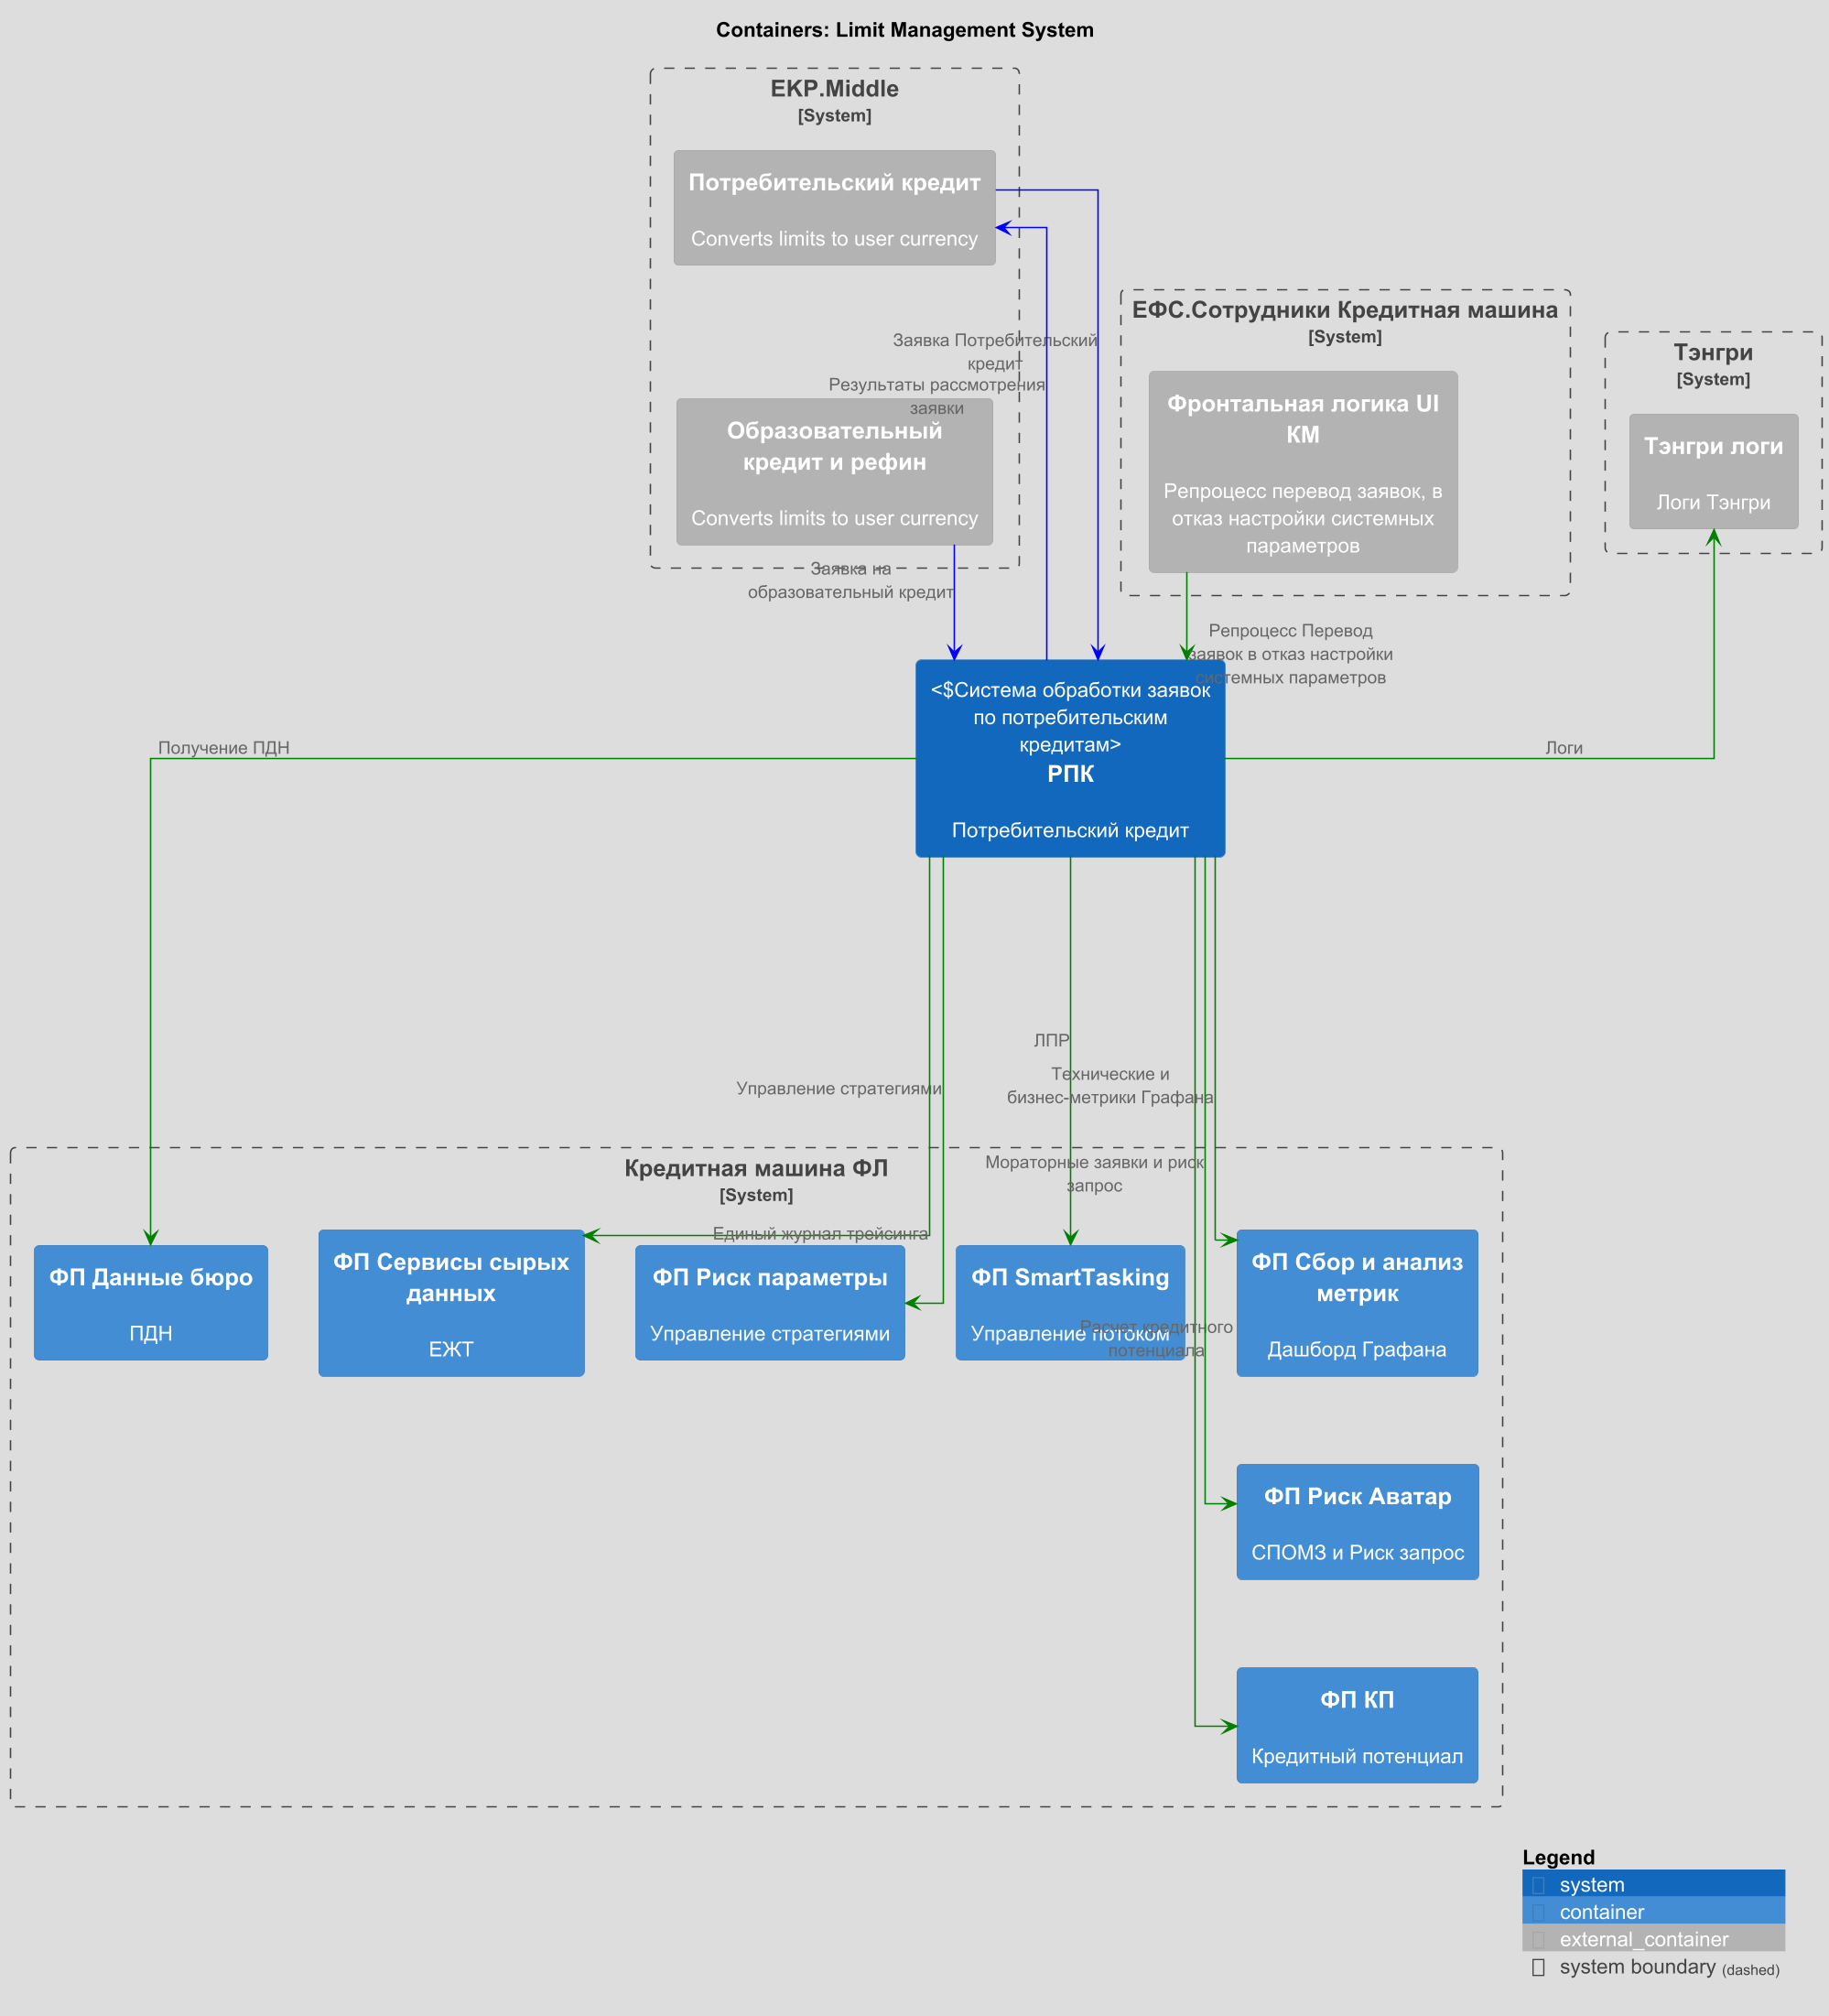 Containers: Limit Management System
EKP.Middle
[System]
Потребительский кредит
Converts limits to user currency
ЕФС.Сотрудники Кредитная машина
[System]
Заявка Потребительский
кредит
Результаты рассмотрения
заявки
Тэнгри
[System]
Фронтальная логика UI
КМ
Репроцесс перевод заявок, в
отказ настройки системных
параметров
Образовательный
кредит и рефин
Converts limits to user currency
Тэнгри логи
Логи Тэнгри
Заявка на
образовательный кредит
Репроцесс Перевод
заявок в отказ настройки
системных параметров
<$Система обработки заявок
по потребительским
кредитам>
РПК
Потребительский кредит
Получение ПДН
Логи
ЛПР
Управление стратегиями
Технические и
бизнес-метрики Графана
Кредитная машина ФЛ
[System]
Мораторные заявки и риск
запрос
Единый журнал трейсинга
ФП Данные бюро
ПДН
ФП Сервисы сырых
данных
ЕЖТ
ФП Риск параметры
Управление стратегиями
ФП SmartTasking
Управление потоком
Расчет кредитного
потенциала
ФП Сбор и анализ
метрик
Дашборд Графана
ФП Риск Аватар
СПОМЗ и Риск запрос
ФП КП
Кредитный потенциал
Legend
system
container
external_container
system boundary (dashed)